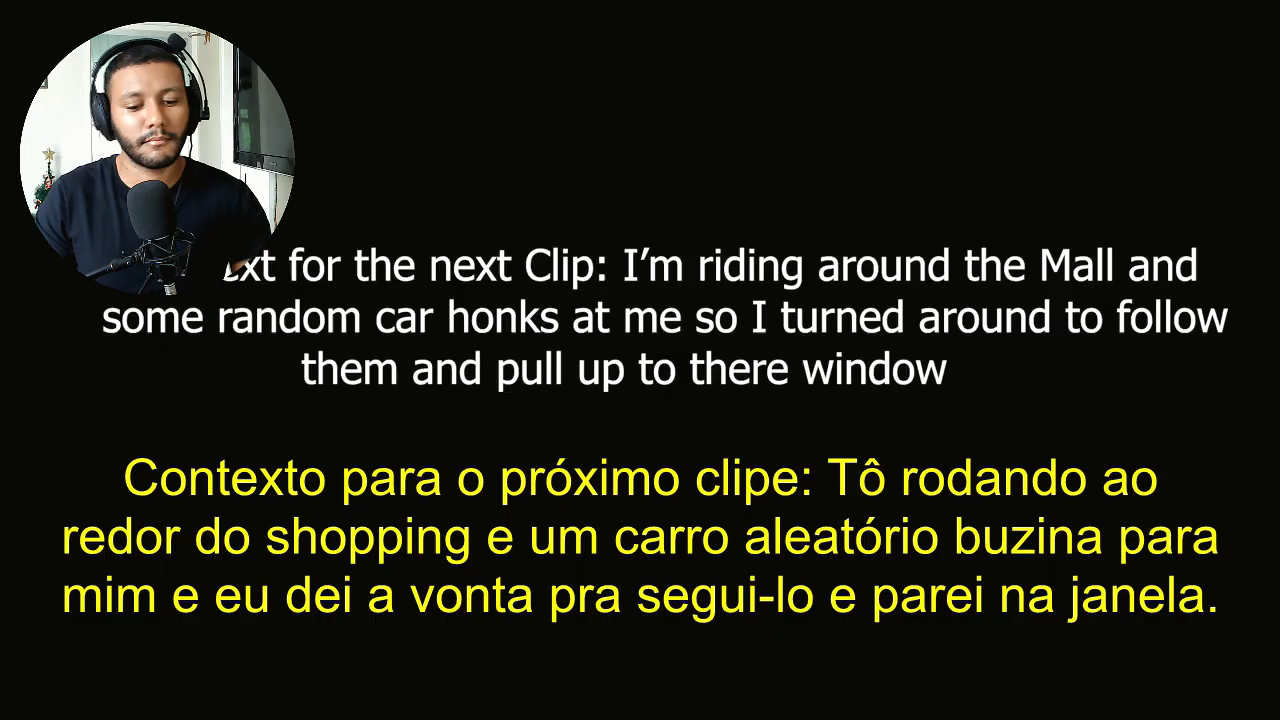 for the next Clip: I’m riding around the Mall and
some random car honks at me so I turned around to follow
them and pull up to there window
Contexto para o próximo clipe: Tô rodando ao
redor do shopping e um carro aleatório buzina para
mim e eu dei a vonta pra segui-lo e parei na janela.